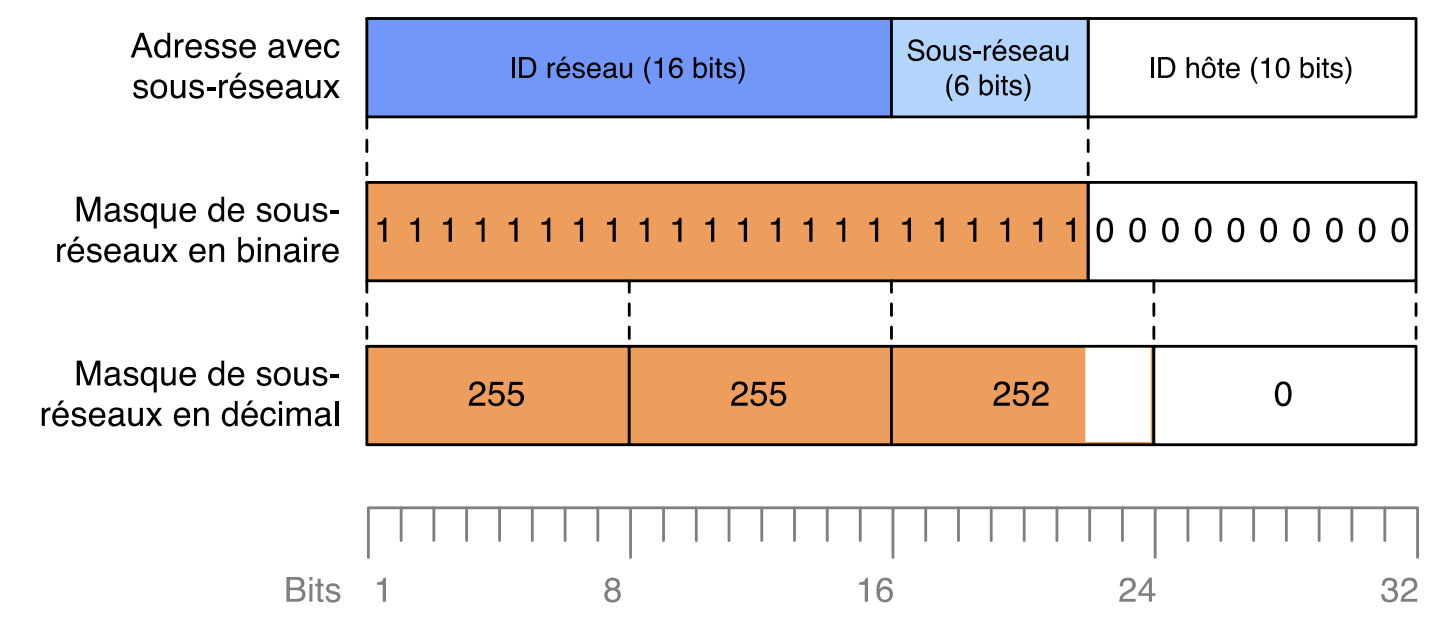 Adresse avec
sous-réseaux
ID réseau (16 bits)
Sous-réseau
(6 bits)
ID hôte (10 bits)
Masque de sous-
réseaux en binaire
1 1 1 1 1 1 1 1 1 1 1 1 1 1 1 1 1 1 1 1 1 1 0 0 0 0 0 0 0 0 0 0
Masque de sous-
réseaux en décimal
255 255 252 0
Bits 1 8 16 24 32